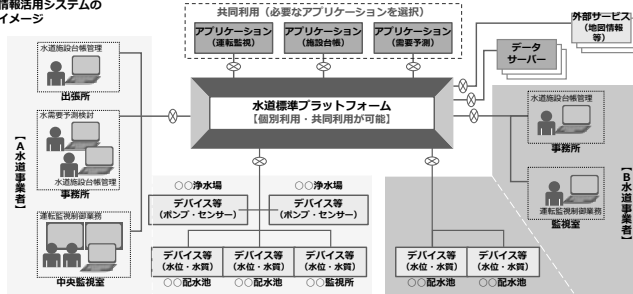 情報活用システムの
イメージ
共同利用（必要なアプリケーションを選択）
アプリケーション
（運転監視）
アプリケーション
（施設台帳）
アプリケーション
（需要予測）
外部サービス
（地図情報
等）
データ
サーバー
水道標準プラットフォーム
【個別利用・共同利用が可能】
【A水道事業者】
水道施設台帳管理
出張所
水需要予測検討
水道施設台帳管理
事務所
運転監視制御業務
中央監視室
○○浄水場
○○浄水場
デバイス等
（ポンプ・センサー）
デバイス等
（ポンプ・センサー）
デバイス等
（水位・水質）
デバイス等
（水位・水質）
デバイス等
（水位・水質）
○○配水池
○○配水池
○○監視所
デバイス等
（水位・水質）
デバイス等
（水位・水質）
○○配水池
○○配水池
水道施設台帳管理
事務所
運転監視制御業務
監視室
【B水道事業者】